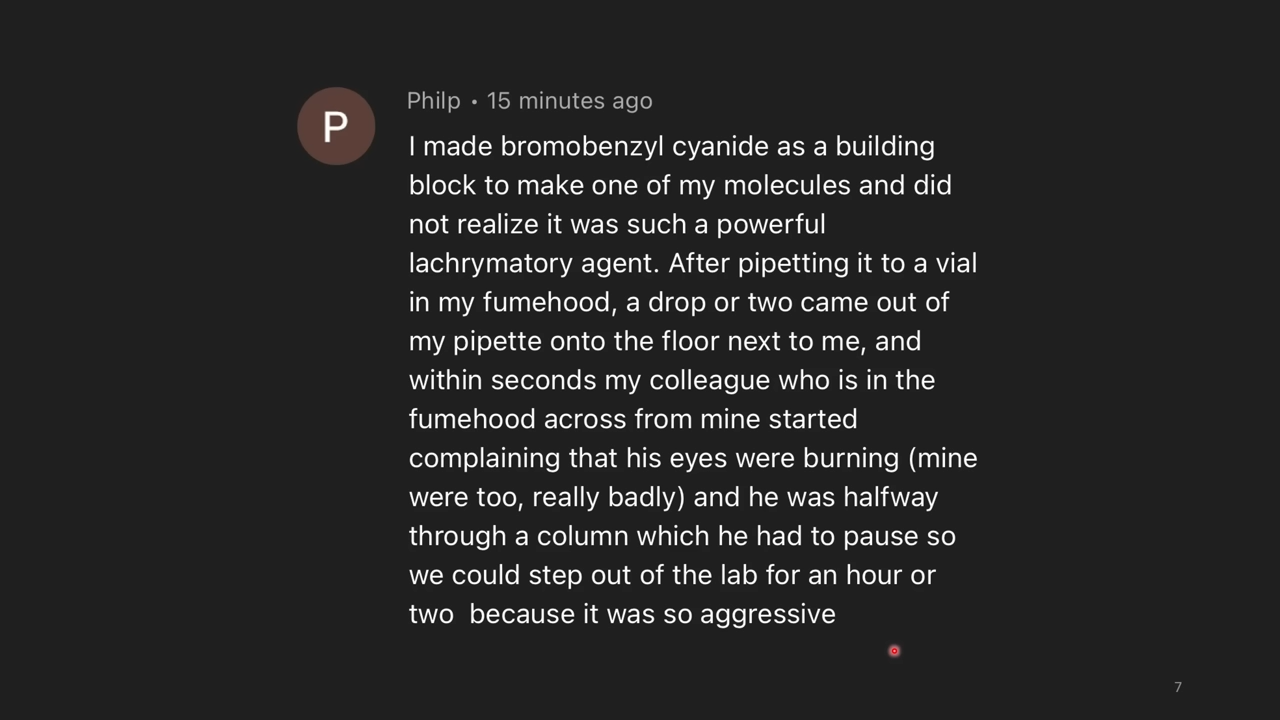 P
Philp • 15 minutes ago
I made bromobenzyl cyanide as a building
block to make one of my molecules and did
not realize it was such a powerful
lachrymatory agent. After pipetting it to a vial
in my fumehood, a drop or two came out of
my pipette onto the floor next to me, and
within seconds my colleague who is in the
fumehood across from mine started
complaining that his eyes were burning (mine
were too, really badly) and he was halfway
through a column which he had to pause so
we could step out of the lab for an hour or
two  because it was so aggressive
7